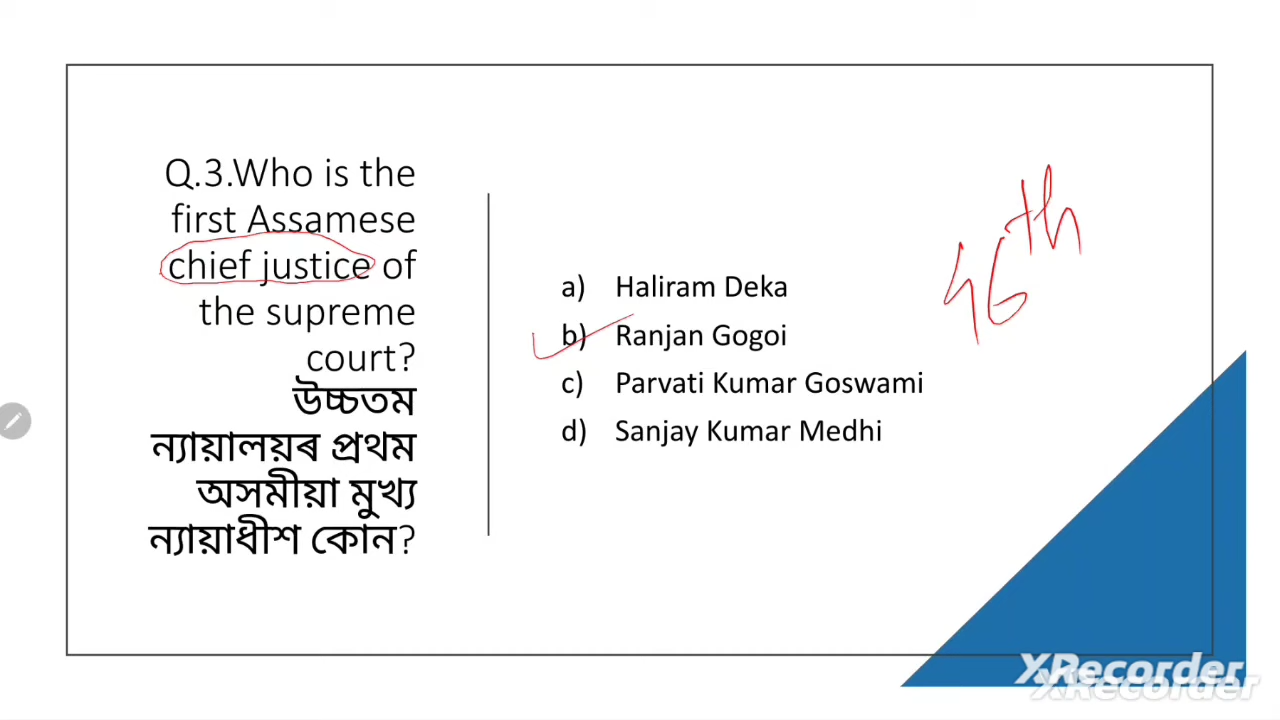 Q.3.Who is the
first Assamese
chief justice of
the supreme
court?
উচ্চতম
ন্যায়ালয়ৰ প্ৰথম
অসমীয়া মুখ্য
ন্যায়াধীশ কোন?
a) Haliram Deka
b) Ranjan Gogoi
c) Parvati Kumar Goswami
d) Sanjay Kumar Medhi
46th
XRecorder
XRecorder